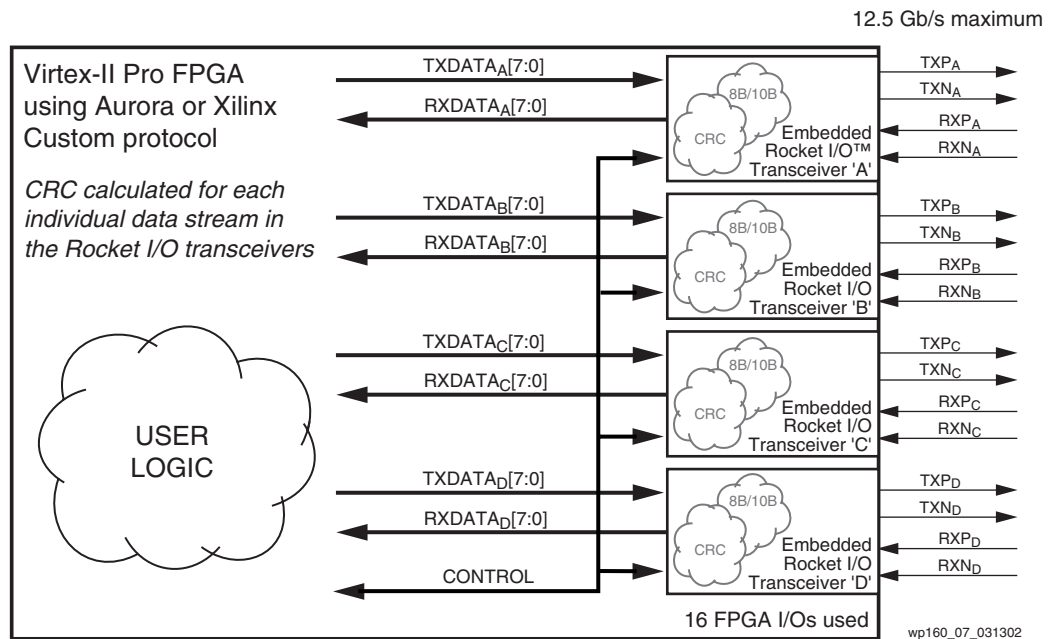 12.5 Gb/s maximum
Virtex-II Pro FPGA
using Aurora or Xilinx
Custom protocol
CRC calculated for each
individual data stream in
the Rocket I/O transceivers
USER
LOGIC
TXDATAA[7:0]
RXDATAA[7:0]
8B/10B
CRC
Embedded
Rocket I/O™
Transceiver 'A'
TXPA
TXNA
RXPA
RXNA
TXDATAB[7:0]
RXDATAB[7:0]
8B/10B
CRC
Embedded
Rocket I/O
Transceiver 'B'
TXPB
TXNB
RXPB
RXNB
TXDATAC[7:0]
RXDATAC[7:0]
8B/10B
CRC
Embedded
Rocket I/O
Transceiver 'C'
TXPC
TXNC
RXPC
RXNC
TXDATAD[7:0]
RXDATAD[7:0]
CONTROL
8B/10B
CRC
Embedded
Rocket I/O
Transceiver 'D'
TXPD
TXND
RXPD
RXND
16 FPGA I/Os used
wp160_07_031302